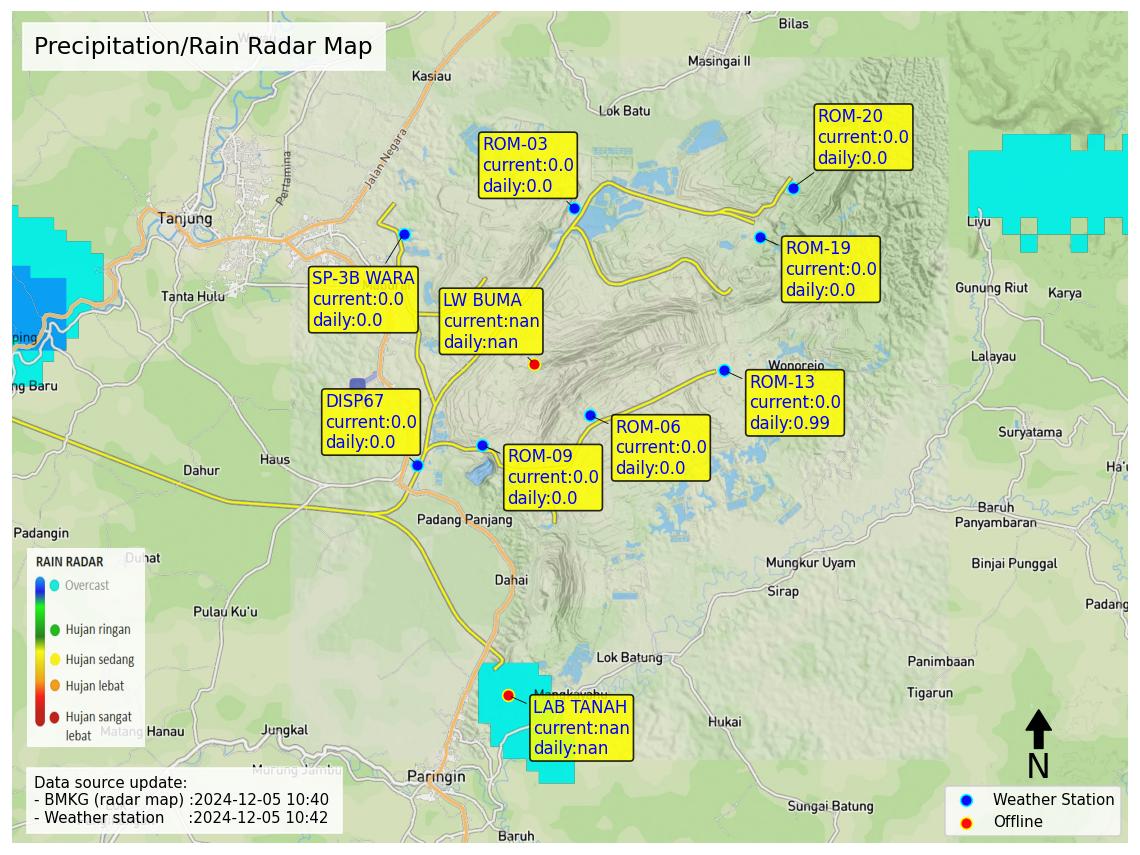 Precipitation/Rain Radar Map
Bilas
Masingai II
Kasiau
Lok Batu
Jalan Negara
Pertamina
Tanjung
Tanta Hulu
ROM-20
current:0.0
daily:0.0
ROM-03
current:0.0
daily:0.0
Liyu
ROM-19
current:0.0
daily:0.0
SP-3B WARA
current:0.0
daily:0.0
LW BUMA
current:nan
daily:nan
Gunung Riut
Karya
ping
ng Baru
Lalayau
Wonorejo
ROM-13
current:0.0
daily:0.99
DISP67
current:0.0
daily:0.0
ROM-06
current:0.0
daily:0.0
ROM-09
current:0.0
daily:0.0
Suryatama
Ha'u
Dahur
Haus
Padang Panjang
Baruh
Panyambaran
Padangin
Duhat
Dahai
Mungkur Uyam
Binjai Punggal
Sirap
Padang
Pulau Ku'u
RAIN RADAR
Overcast
Hujan ringan
Hujan sedang
Hujan lebat
Hujan sangat
lebat
Lok Batung
Panimbaan
Tigarun
Mangkayahu
LAB TANAH
current:nan
daily:nan
Hukai
Matang Hanau
Jungkal
Murung Jambu
Paringin
Sungai Batung
Baruh
Data source update:
- BMKG (radar map) :2024-12-05 10:40
- Weather station :2024-12-05 10:42
N
Weather Station
Offline